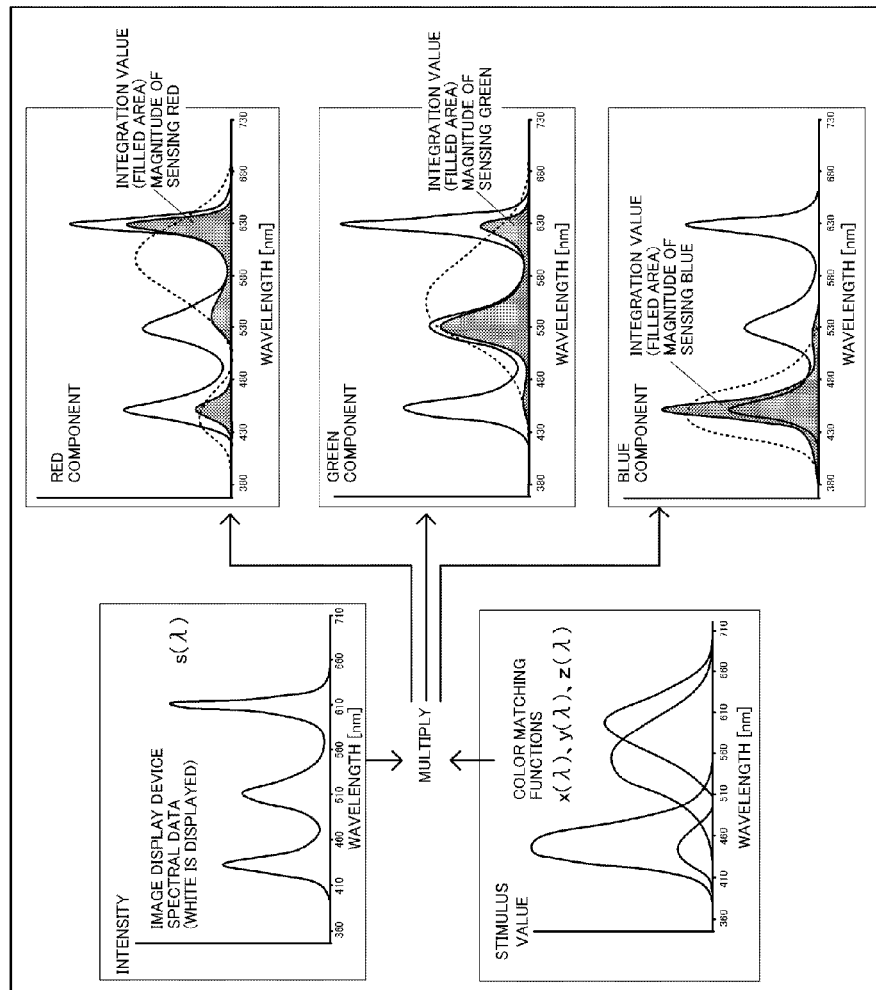 STIMULUS
VALUE
COLOR MATCHING
FUNCTIONS
x(λ)、y(λ)、z(λ)
360 410 460 510 560 610 660 710
WAVELENGTH [nm]
INTENSITY
IMAGE DISPLAY DEVICE
SPECTRAL DATA
(WHITE IS DISPLAYED)
s(λ)
360 410 460 510 560 610 660 710
WAVELENGTH [nm]
MULTIPLY
BLUE
COMPONENT
INTEGRATION VALUE
(FILLED AREA)
MAGNITUDE OF
SENSING BLUE
380 430 480 530 580 630 680 730
WAVELENGTH [nm]
GREEN
COMPONENT
INTEGRATION VALUE
(FILLED AREA)
MAGNITUDE OF
SENSING GREEN
380 430 480 530 580 630 680 730
WAVELENGTH [nm]
RED
COMPONENT
INTEGRATION VALUE
(FILLED AREA)
MAGNITUDE OF
SENSING RED
380 430 480 530 580 630 680 730
WAVELENGTH [nm]